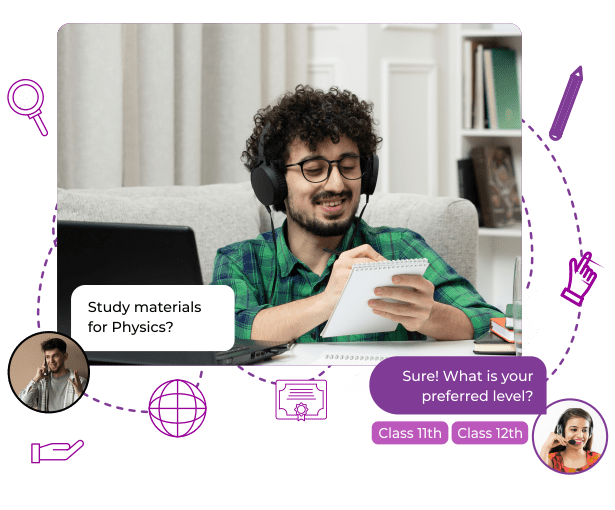 Study materials
for Physics?
Sure! What is your
preferred level?
Class 11th
Class 12th